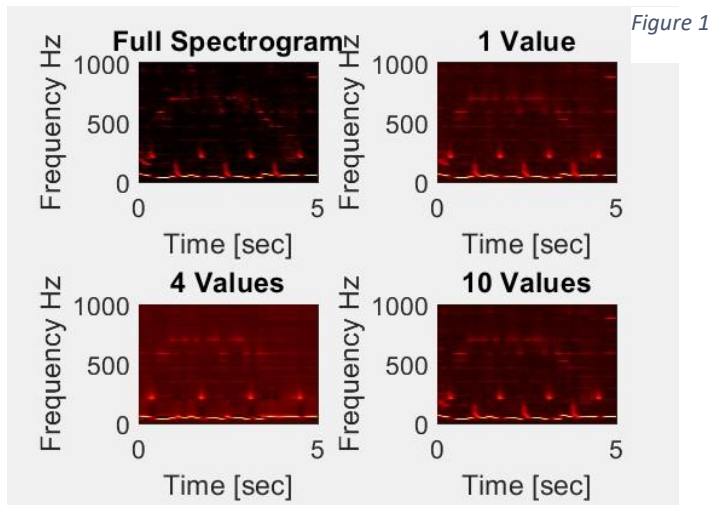 Figure 1
Full Spectrogram
Frequency Hz
1000
500
0
0
5
Time [sec]
1 Value
Frequency Hz
1000
500
0
0
5
Time [sec]
4 Values
Frequency Hz
1000
500
0
0
5
Time [sec]
10 Values
Frequency Hz
1000
500
0
0
5
Time [sec]